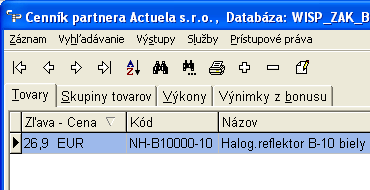 Cenník partnera Actuela s.r.o., Databáza: WISP_ZAK_B
Záznam Vyhľadávanie Výstupy Služby Prístupové práva
Tovary Skupiny tovarov Výkony Výnimky z bonusu
Zľava - Cena Kód Názov
26,9 EUR NH-B10000-10 Halog.reflektor B-10 biely